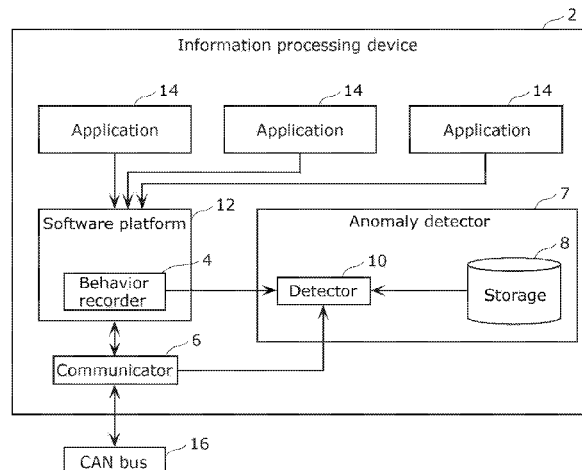 2
Information processing device
14
14
14
Application
Application
Application
12
7
Software platform
Anomaly detector
4
10
8
Behavior
recorder
Detector
Storage
6
Communicator
16
CAN bus